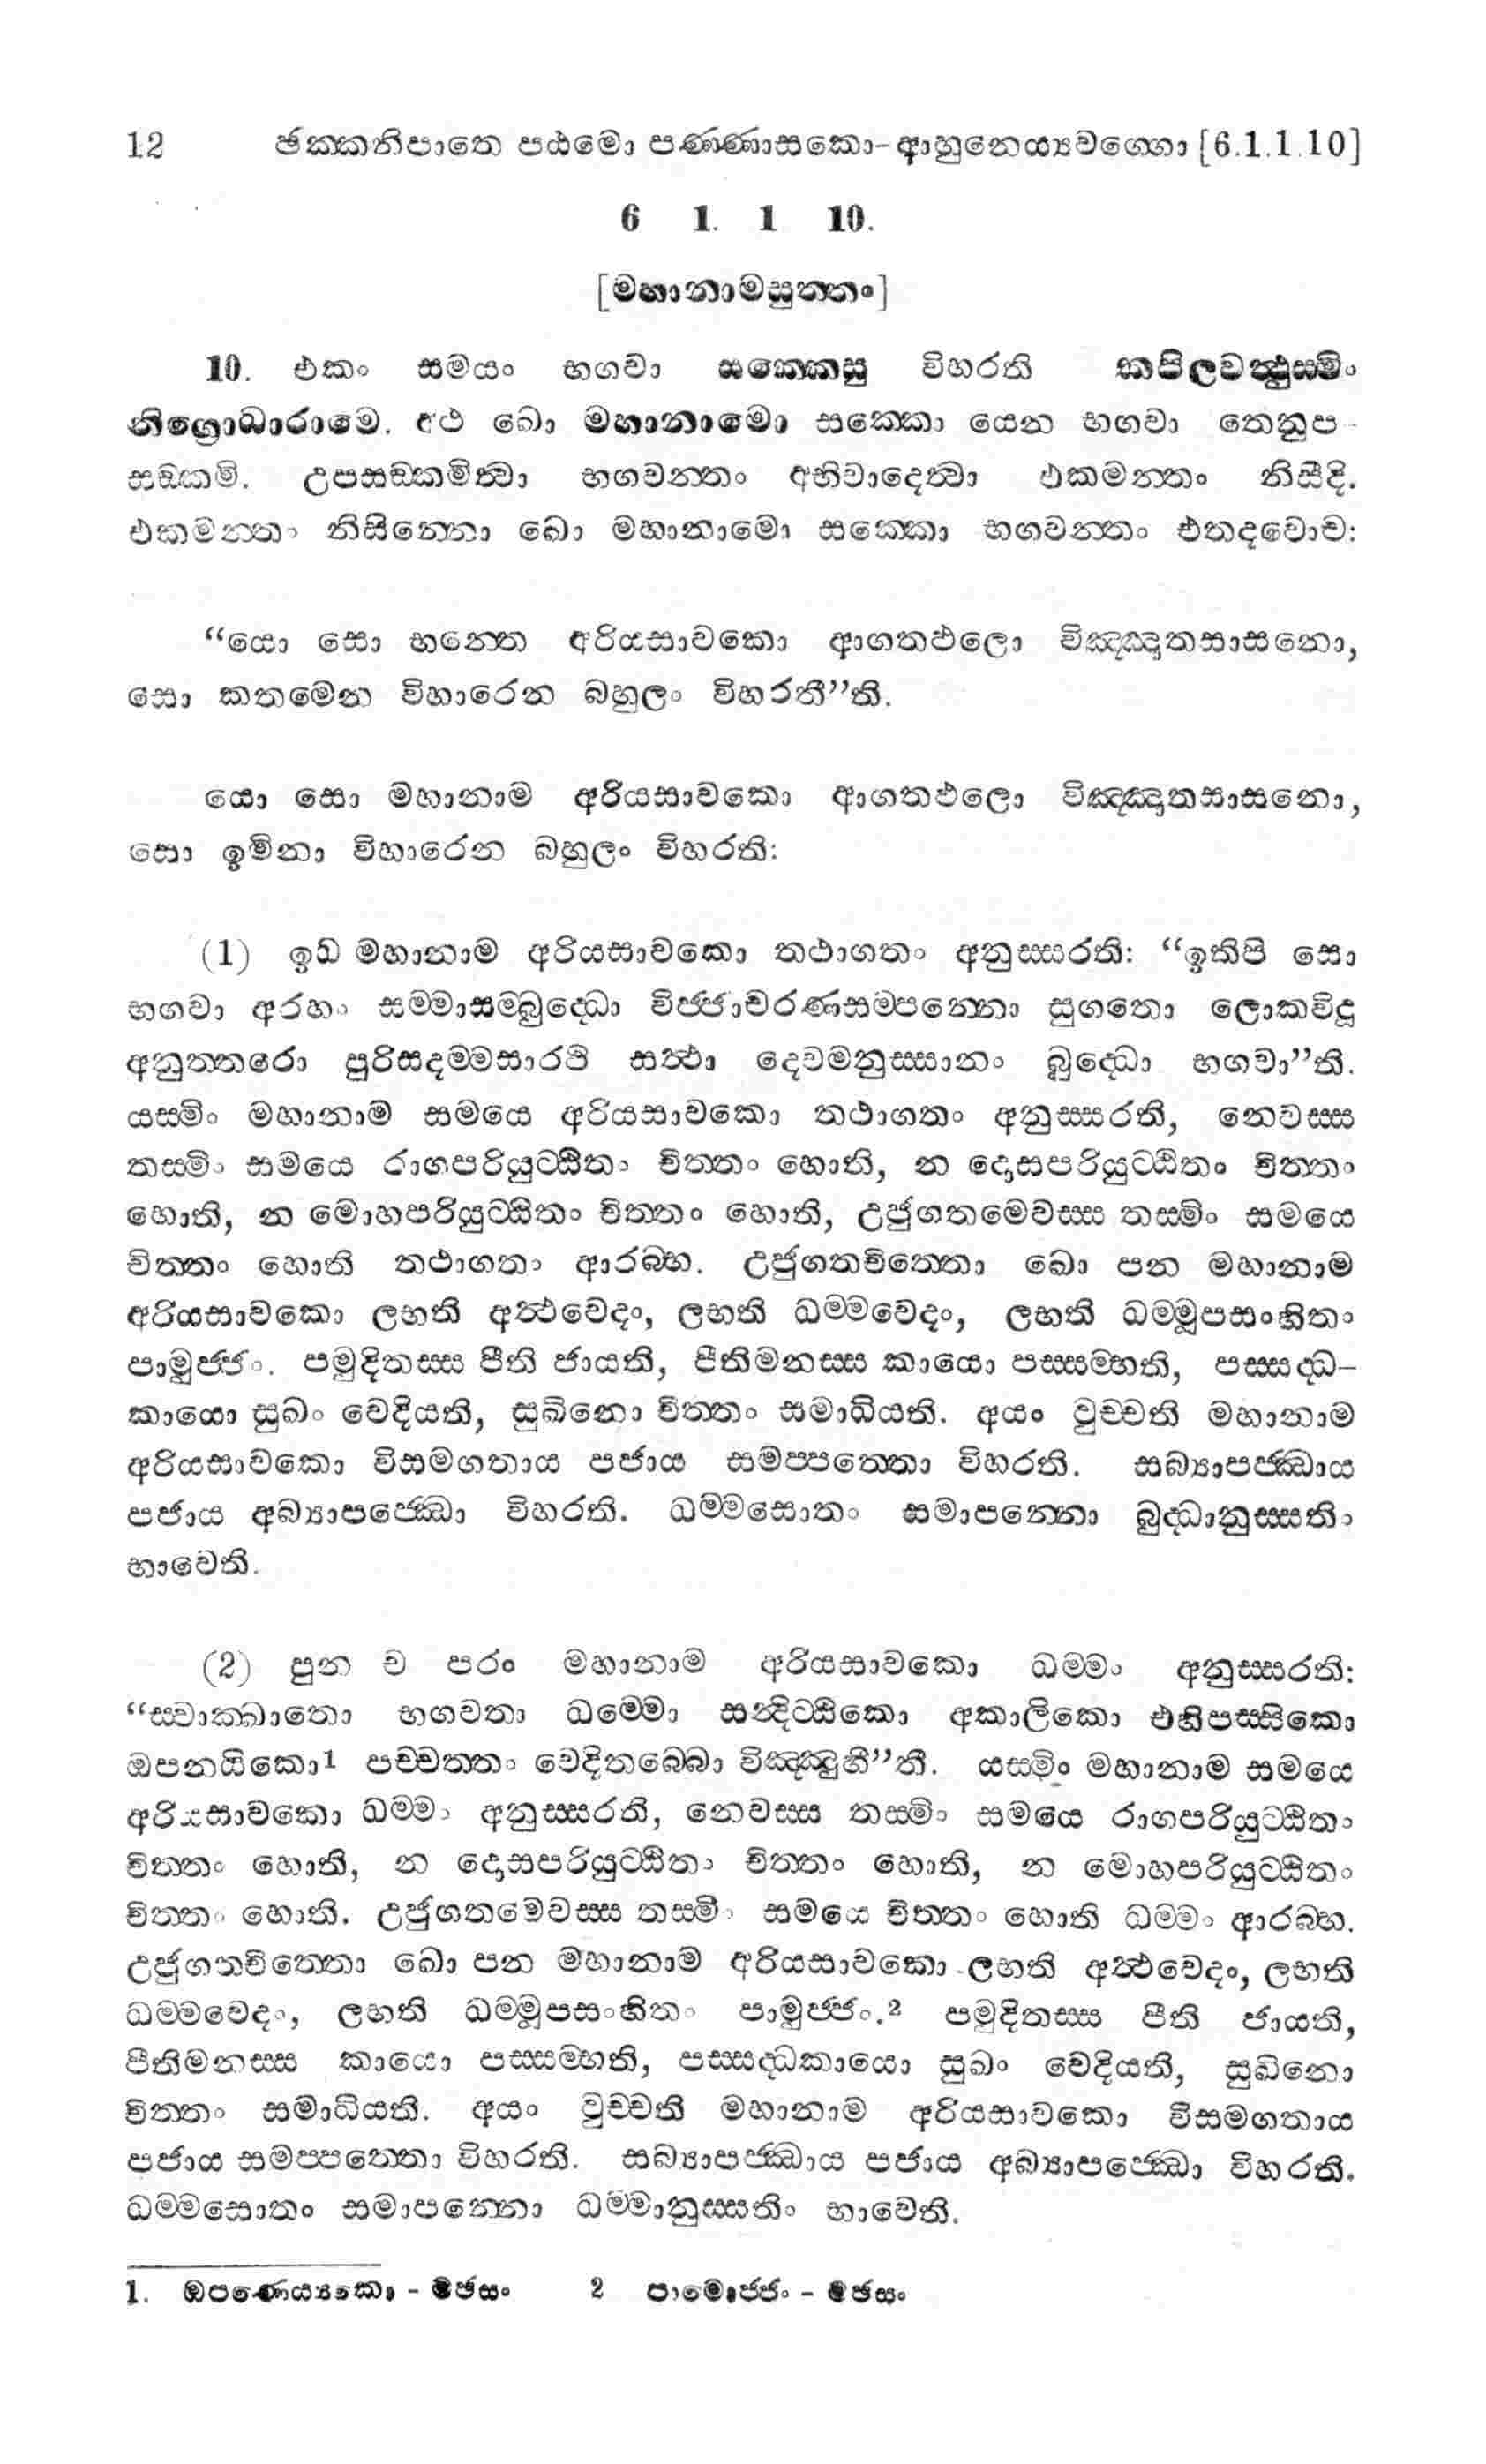 12 ඡක්කනිපාතෙ පඨමො පණ්ණාසකො-ආහුනෙය්‍යවග්ගො [6.1.1.10]
6 1. 1 10.
[මහානාමසුත්තං]
10. එකං සමයං භගවා සක්කෙසු විහරති කපිලවත්ථුස්මිං
නිග්‍රොධාරාමෙ. අථ ඛො මහානාමො සක්කො යෙන භගවා තෙනුප-
සඞ්කමි. උපසඞ්කමිත්වා භගවන්තං අභිවාදෙත්වා එකමන්තං නිසීදි.
එකමන්තං නිසින්නො ඛො මහානාමො සක්කො භගවන්තං එතදවොච:
“යො සො භන්තෙ අරියසාවකො ආගතඵලො විඤ්ඤාතසාසනො,
සො කතමෙන විහාරෙන බහුලං විහරතී”ති.
යො සො මහානාම අරියසාවකො ආගතඵලො විඤ්ඤාතසාසනො,
සො ඉමිනා විහාරෙන බහුලං විහරති:
(1) ඉධ මහානාම අරියසාවකො තථාගතං අනුස්සරති: “ඉතිපි සො
භගවා අරහං සම්මාසම්බුද්ධො විජ්ජාචරණසම්පන්නො සුගතො ලොකවිදූ
අනුත්තරො පුරිසදම්මසාරථි සත්ථා දෙවමනුස්සානං බුද්ධො භගවා”ති.
යස්මිං මහානාම සමයෙ අරියසාවකො තථාගතං අනුස්සරති, නෙවස්ස
තස්මිං සමයෙ රාගපරියුට්ඨිතං චිත්තං හොති, න දොසපරියුට්ඨිතං චිත්තං
හොති, න මොහපරියුට්ඨිතං චිත්තං හොති, උජුගතමෙවස්ස තස්මිං සමයෙ
චිත්තං හොති තථාගතං ආරබ්භ. උජුගතචිත්තො ඛො පන මහානාම
අරියසාවකො ලභති අත්ථවෙදං, ලභති ධම්මවෙදං, ලභති ධම්මූපසංහිතං
පාමුජ්ජං. පමුදිතස්ස පීති ජායති, පීතිමනස්ස කායො පස්සම්භති, පස්සද්ධ-
කායො සුඛං වෙදියති, සුඛිනො චිත්තං සමාධියති. අයං වුච්චති මහානාම
අරියසාවකො විසමගතාය පජාය සමප්පත්තො විහරති. සබ්‍යාපජ්ඣාය
පජාය අබ්‍යාපජ්ඣො විහරති. ධම්මසොතං සමාපන්නො බුද්ධානුස්සතිං
භාවෙති.
(2) පුන ච පරං මහානාම අරියසාවකො ධම්මං අනුස්සරති:
“ස්වාක්ඛාතො භගවතා ධම්මො සන්දිට්ඨිකො අකාලිකො එහිපස්සිකො
ඔපනයිකො1 පච්චත්තං වෙදිතබ්බො විඤ්ඤූහී”ති. යස්මිං මහානාම සමයෙ
අරියසාවකො ධම්මං අනුස්සරති, නෙවස්ස තස්මිං සමයෙ රාගපරියුට්ඨිතං
චිත්තං හොති, න දොසපරියුට්ඨිතං චිත්තං හොති, න මොහපරියුට්ඨිතං
චිත්තං හොති. උජුගතමෙවස්ස තස්මිං සමයෙ චිත්තං හොති ධම්මං ආරබ්භ.
උජුගතචිත්තො ඛො පන මහානාම අරියසාවකො ලභති අත්ථවෙදං, ලභති
ධම්මවෙදං, ලභති ධම්මූපසංහිතං පාමුජ්ජං.2 පමුදිතස්ස පීති ජායති,
පීතිමනස්ස කායො පස්සම්භති, පස්සද්ධකායො සුඛං වෙදියති, සුඛිනො
චිත්තං සමාධියති. අයං වුච්චති මහානාම අරියසාවකො විසමගතාය
පජාය සමප්පත්තො විහරති. සබ්‍යාපජ්ඣාය පජාය අබ්‍යාපජ්ඣො විහරති.
ධම්මසොතං සමාපන්නො ධම්මානුස්සතිං භාවෙති.
1. ඔපණෙය්‍යිකො - මඡසං 2 පාමොජ්ජං - මඡසං